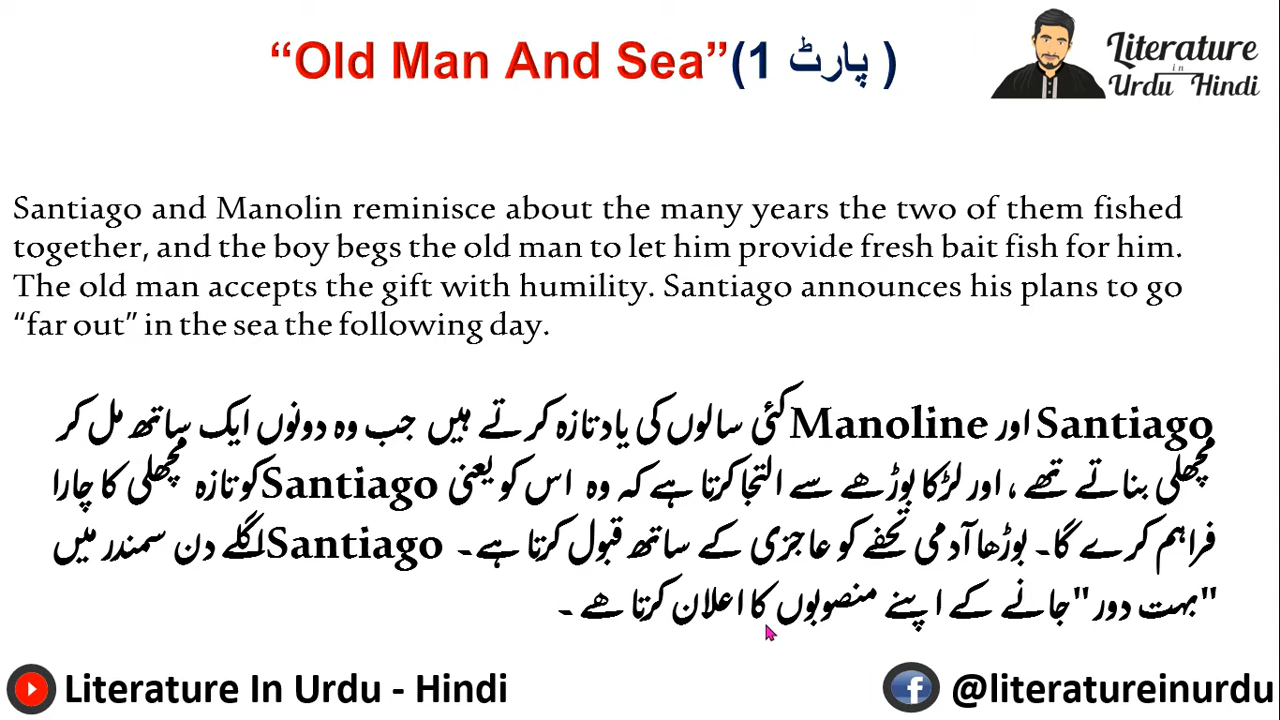 “Old Man And Sea”(پارٹ 1 )
Literature
in
Urdu Hindi
Santiago and Manolin reminisce about the many years the two of them fished
together, and the boy begs the old man to let him provide fresh bait fish for him.
The old man accepts the gift with humility. Santiago announces his plans to go
“far out” in the sea the following day.
Santiago اور Manoline کئی سالوں کی یاد تازہ کرتے ہیں جب وہ دونوں ایک ساتھ مل کر
مچھلی بناتے تھے ، اور لڑکا بوڑھے سے التجا کرتا ہے کہ وہ اس کو یعنی Santiago کو تازہ مچھلی کا چارا
فراہم کرے گا۔ بوڑھا آدمی تحفے کو عاجزی کے ساتھ قبول کرتا ہے۔ Santiago اگلے دن سمندر میں
"بہت دور" جانے کے اپنے منصوبوں کا اعلان کرتا ھے ۔
Literature In Urdu - Hindi
@literatureinurdu